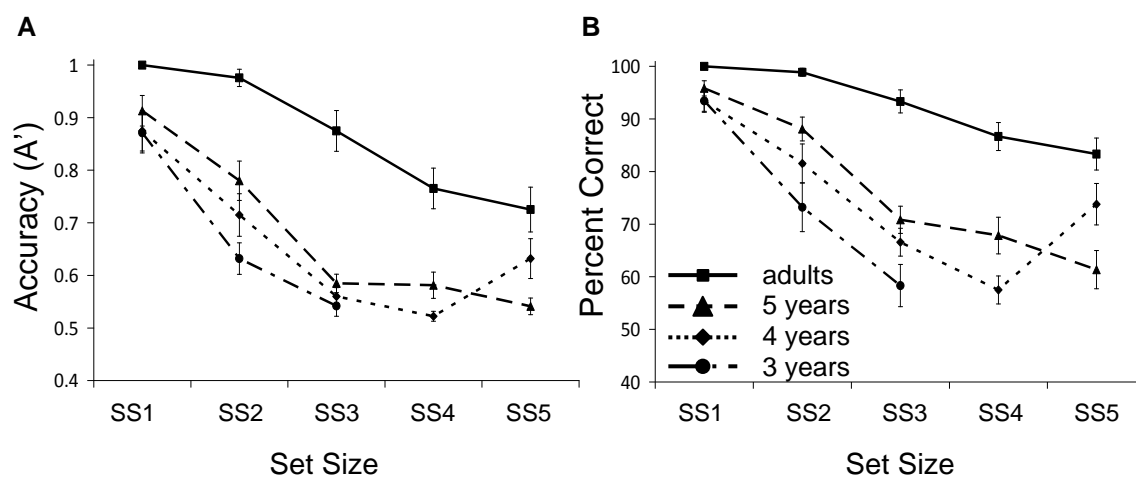 A
Accuracy (A')
1
0.9
0.8
0.7
0.6
0.5
0.4
SS1 SS2 SS3 SS4 SS5
Set Size
B
Percent Correct
100
90
80
70
60
50
40
adults
5 years
4 years
3 years
SS1 SS2 SS3 SS4 SS5
Set Size